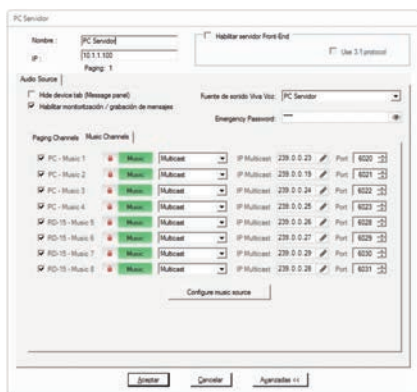 PC Servidor
Nombre : PC Servidor
Habilitar servidor Front-End
IP : 10.1.1.100
Use 3.1 protocol
Paging: 1
Audio Source
Hide device tab (Message panel)
Fuente de sonido Viva Voz: PC Servidor
Habilitar monitorización / grabación de mensajes
Emergency Password: ****
Paging Channels Music Channels
PC - Music 1 Music Multicast IP Multicast 239.0.0.23 Port 6020
PC - Music 2 Music Multicast IP Multicast 239.0.0.19 Port 6021
PC - Music 3 Music Multicast IP Multicast 239.0.0.24 Port 6022
PC - Music 4 Music Multicast IP Multicast 239.0.0.25 Port 6023
RD-15 - Music 5 Music Multicast IP Multicast 239.0.0.26 Port 6028
RD-15 - Music 6 Music Multicast IP Multicast 239.0.0.27 Port 6029
RD-15 - Music 7 Music Multicast IP Multicast 239.0.0.29 Port 6030
RD-15 - Music 8 Music Multicast IP Multicast 239.0.0.28 Port 6031
Configure music source
Aceptar Cancelar Avanzadas <<